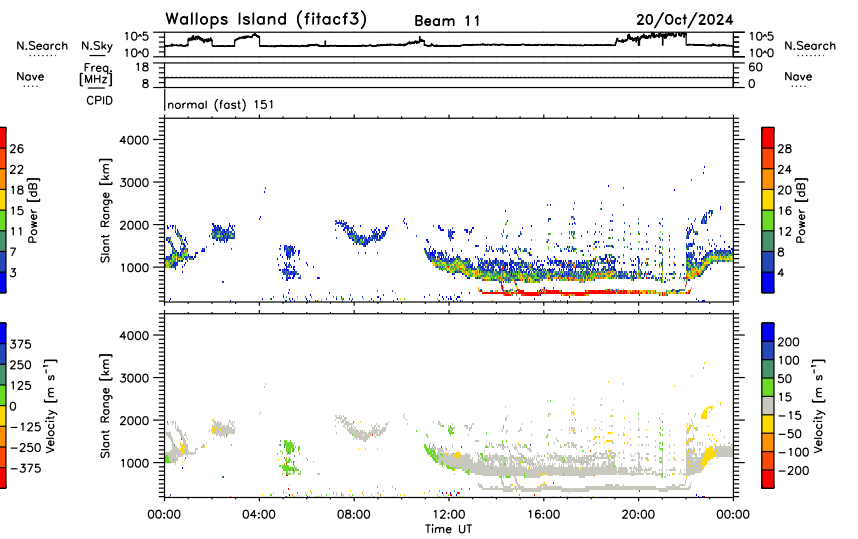 Wallops Island (fitacf3) Beam 11 20/Oct/2024
N.Search N.Sky 10^5 10^0 10^5 10^0 N.Search
Nave Freq. [MHz] 18 8 60 0 Nave
CPID normal (fast) 151
Slant Range [km] 4000 3000 2000 1000
Power [dB] 26 22 18 15 11 7 3
Power [dB] 28 24 20 16 12 8 4
Slant Range [km] 4000 3000 2000 1000
Velocity [m s⁻¹] 375 250 125 0 −125 −250 −375
Velocity [m s⁻¹] 200 100 50 15 −15 −50 −100 −200
00:00 04:00 08:00 12:00 16:00 20:00 00:00
Time UT